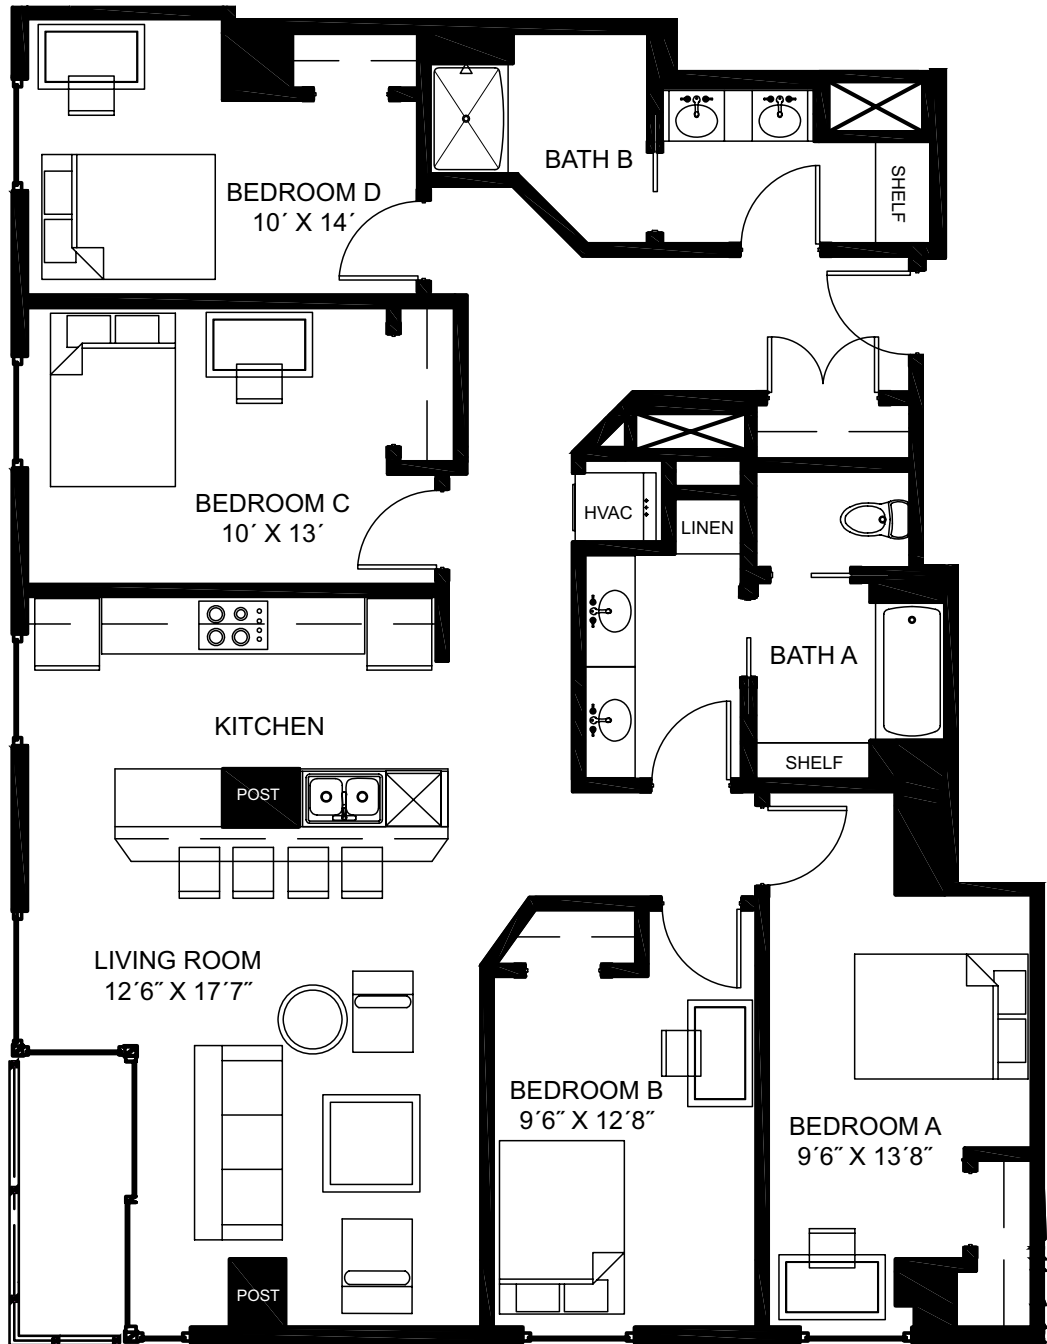 BATH B
SHELF
BEDROOM D
10´ X 14´
BEDROOM C
10´ X 13´
HVAC
LINEN
BATH A
KITCHEN
SHELF
POST
LIVING ROOM
12´6˝ X 17´7˝
BEDROOM B
9´6˝ X 12´8˝
BEDROOM A
9´6˝ X 13´8˝
POST